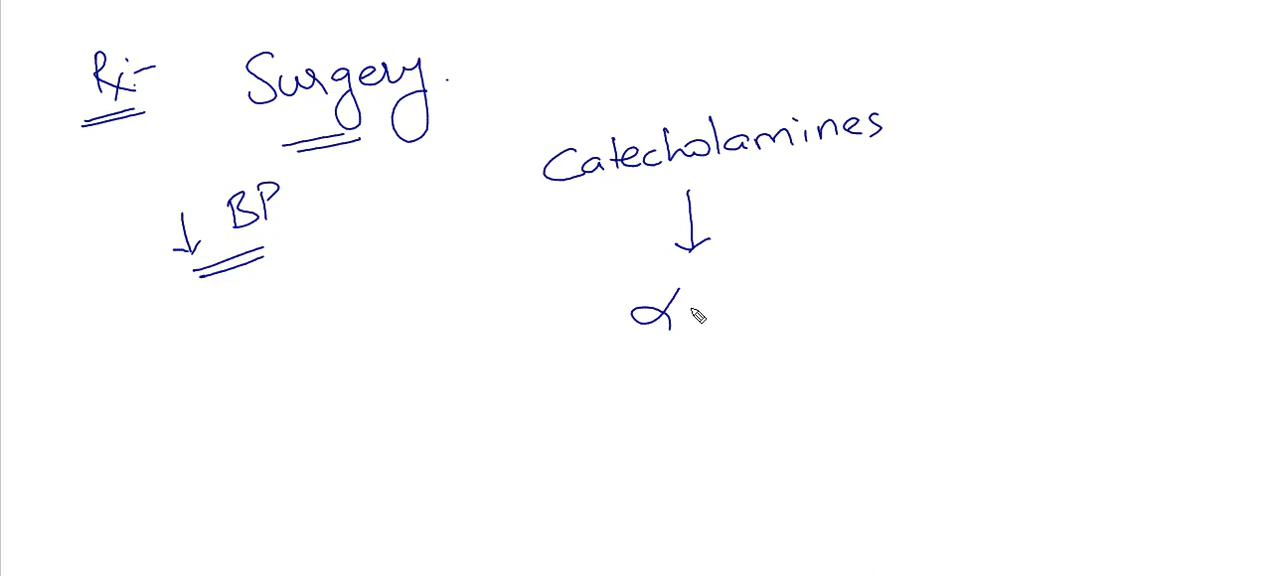 Rx:- Surgery.
↓ BP
Catecholamines
↓
α